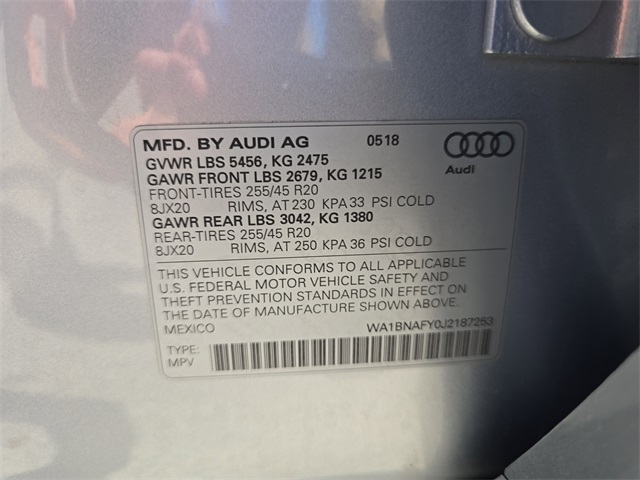 MFD. BY AUDI AG 0518
GVWR LBS 5456, KG 2475
GAWR FRONT LBS 2679, KG 1215
FRONT-TIRES 255/45 R20
8JX20 RIMS, AT 230 KPA 33 PSI COLD
GAWR REAR LBS 3042, KG 1380
REAR-TIRES 255/45 R20
8JX20 RIMS, AT 250 KPA 36 PSI COLD
Audi
THIS VEHICLE CONFORMS TO ALL APPLICABLE
U.S. FEDERAL MOTOR VEHICLE SAFETY AND
THEFT PREVENTION STANDARDS IN EFFECT ON
THE DATE OF MANUFACTURE SHOWN ABOVE.
MEXICO WA1BNAFY0J2187253
TYPE:
MPV